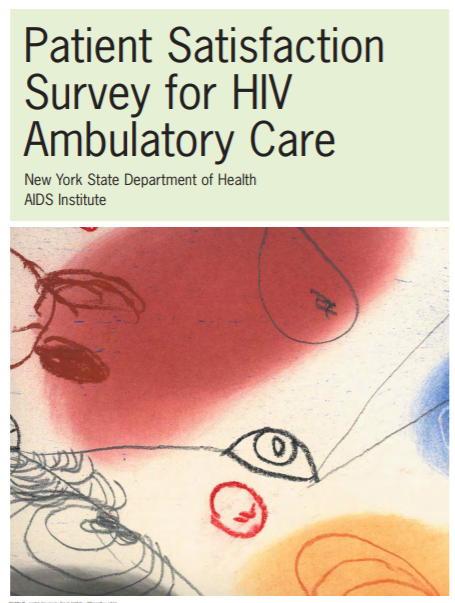 Patient Satisfaction
Survey for HIV
Ambulatory Care
New York State Department of Health
AIDS Institute